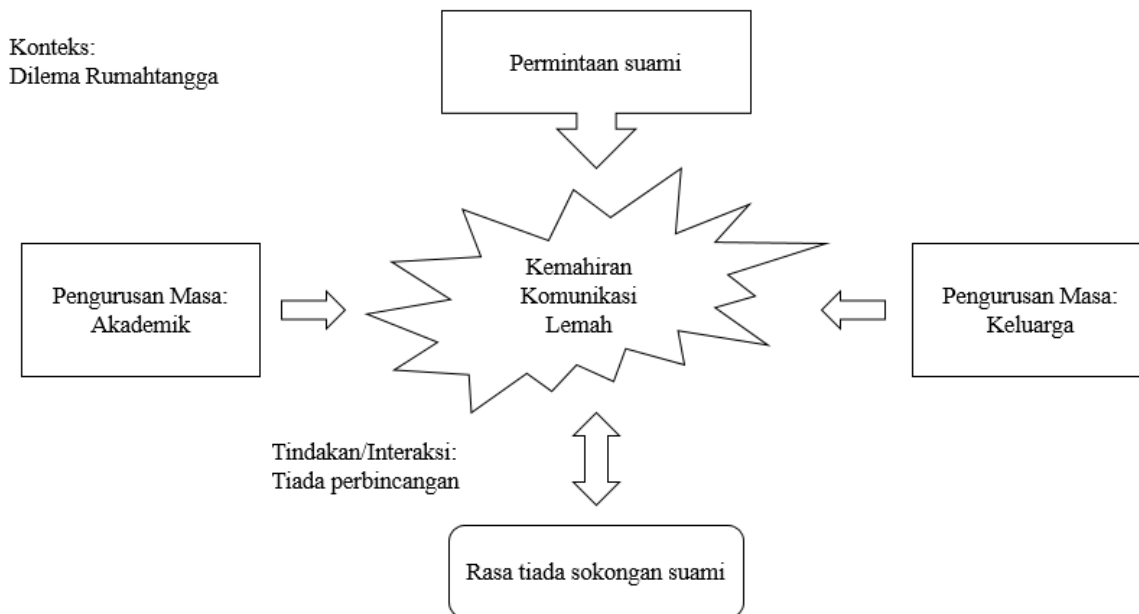 Konteks:
Dilema Rumahtangga
Permintaan suami
Pengurusan Masa:
Akademik
Kemahiran
Komunikasi
Lemah
Pengurusan Masa:
Keluarga
Tindakan/Interaksi:
Tiada perbincangan
Rasa tiada sokongan suami